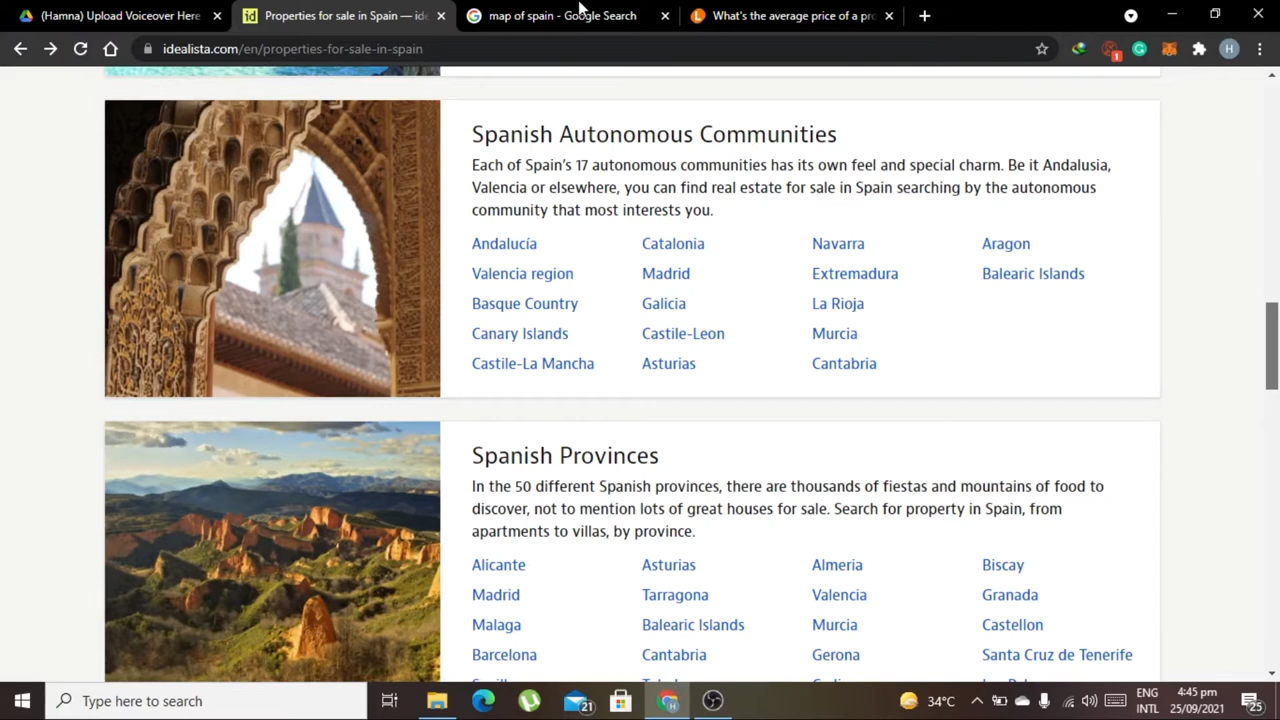 (Hamna) Upload Voiceover Here
Properties for sale in Spain — ide
map of spain - Google Search
What's the average price of a pro
idealista.com/en/properties-for-sale-in-spain
Spanish Autonomous Communities
Each of Spain's 17 autonomous communities has its own feel and special charm. Be it Andalusia,
Valencia or elsewhere, you can find real estate for sale in Spain searching by the autonomous
community that most interests you.
Andalucía Catalonia Navarra Aragon
Valencia region Madrid Extremadura Balearic Islands
Basque Country Galicia La Rioja
Canary Islands Castile-Leon Murcia
Castile-La Mancha Asturias Cantabria
Spanish Provinces
In the 50 different Spanish provinces, there are thousands of fiestas and mountains of food to
discover, not to mention lots of great houses for sale. Search for property in Spain, from
apartments to villas, by province.
Alicante Asturias Almeria Biscay
Madrid Tarragona Valencia Granada
Malaga Balearic Islands Murcia Castellon
Barcelona Cantabria Gerona Santa Cruz de Tenerife
Type here to search
21
34°C
ENG
INTL
4:45 pm
25/09/2021
25